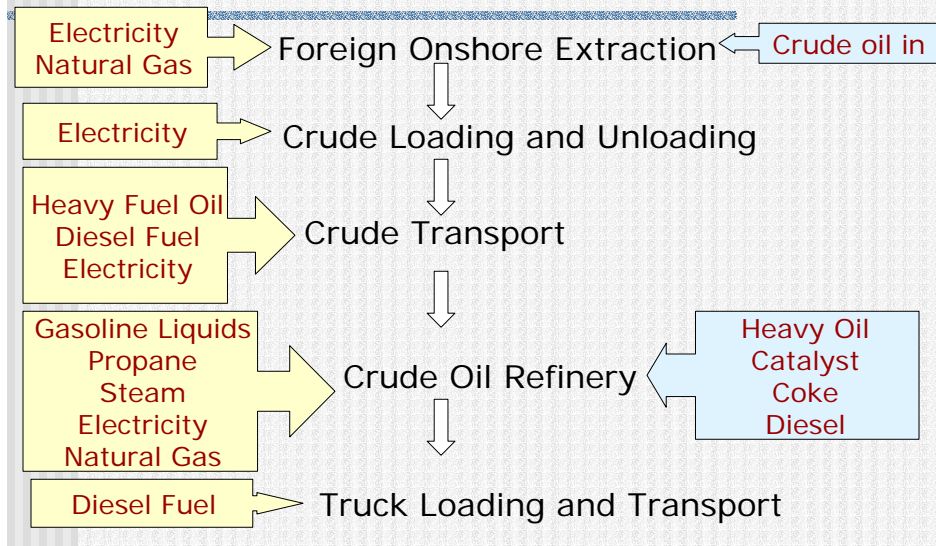 Electricity
Natural Gas
Foreign Onshore Extraction
Crude oil in
Electricity
Crude Loading and Unloading
Heavy Fuel Oil
Diesel Fuel
Electricity
Crude Transport
Gasoline Liquids
Propane
Steam
Electricity
Natural Gas
Crude Oil Refinery
Heavy Oil
Catalyst
Coke
Diesel
Diesel Fuel
Truck Loading and Transport